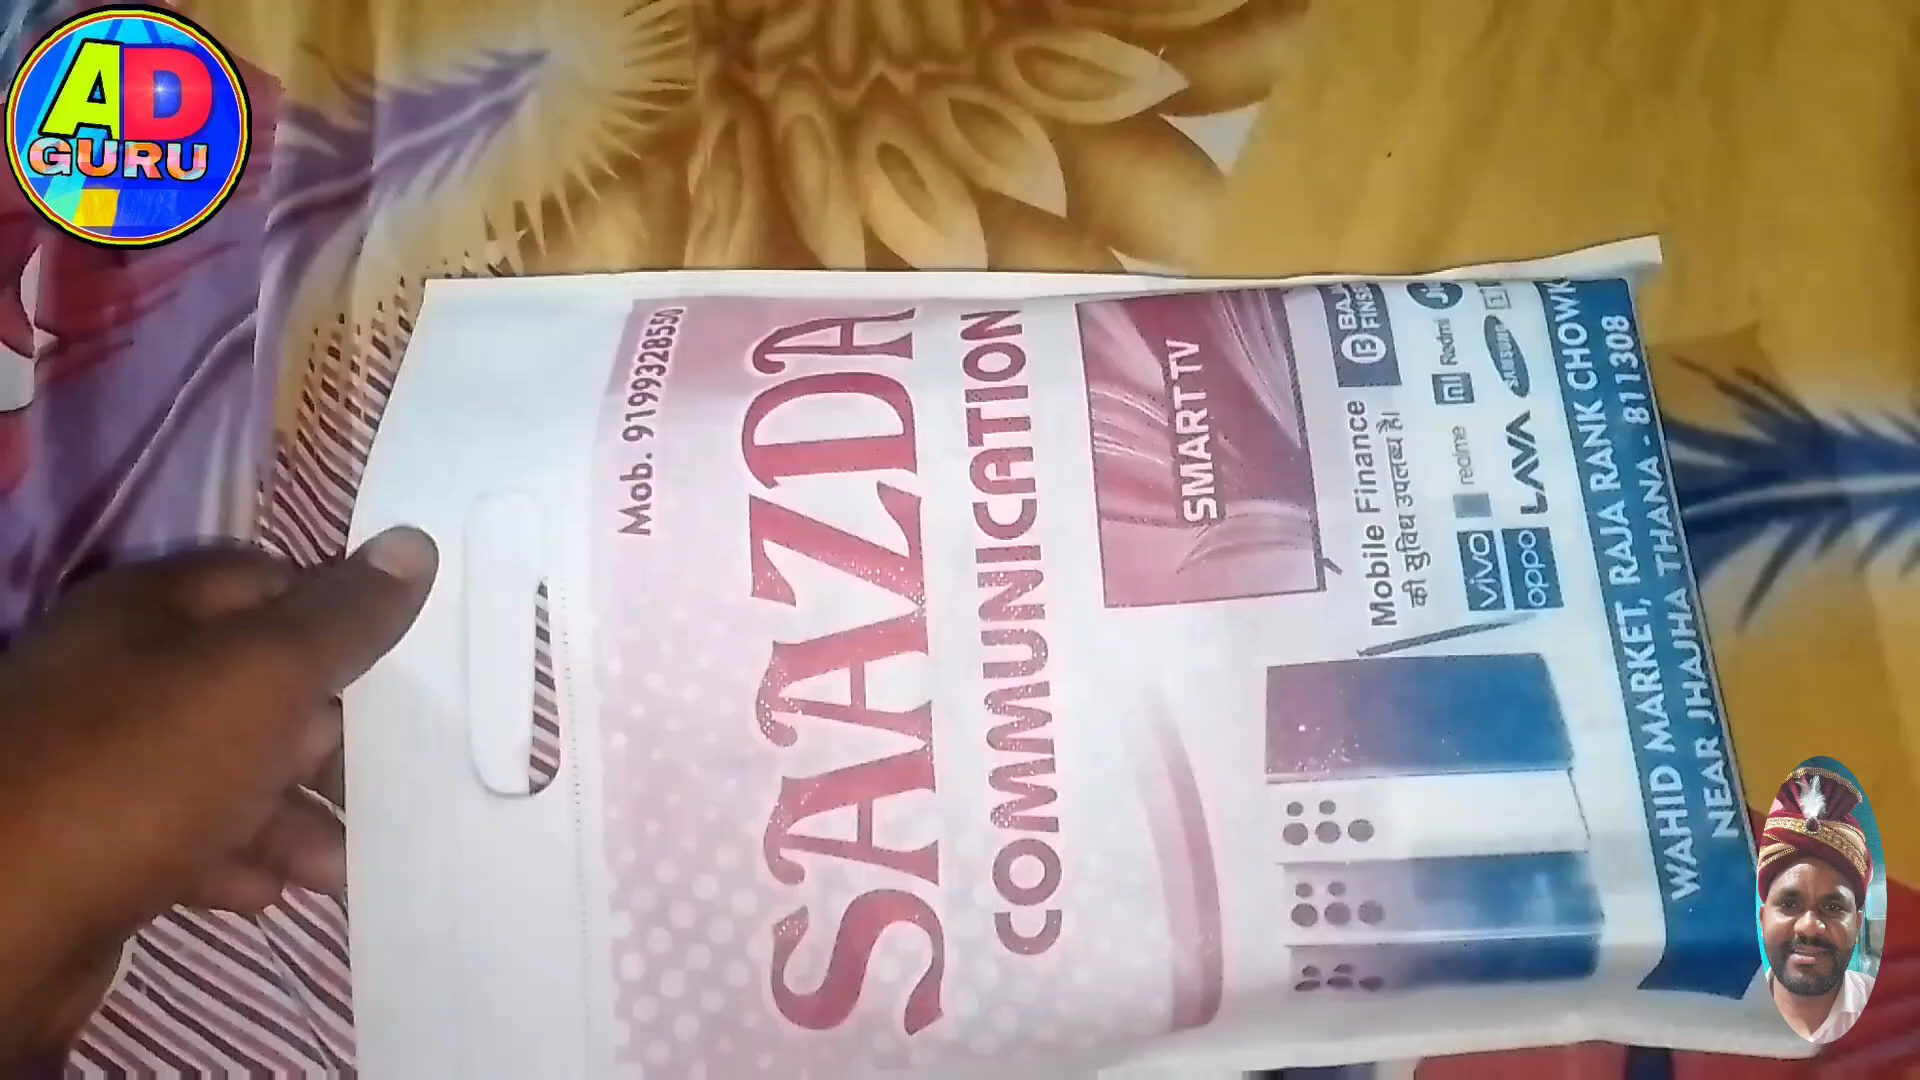 AD
GURU
Mob. 9199328550
SAAZDA
COMMUNICATION
SMART TV
Mobile Finance
की सुविध उपलब्ध है।
vivo
realme
mi Redmi
oppo
LAVA
SAMSUNG
WAHID MARKET, RAJA RANK CHOWK
NEAR JHAJHA THANA - 811308